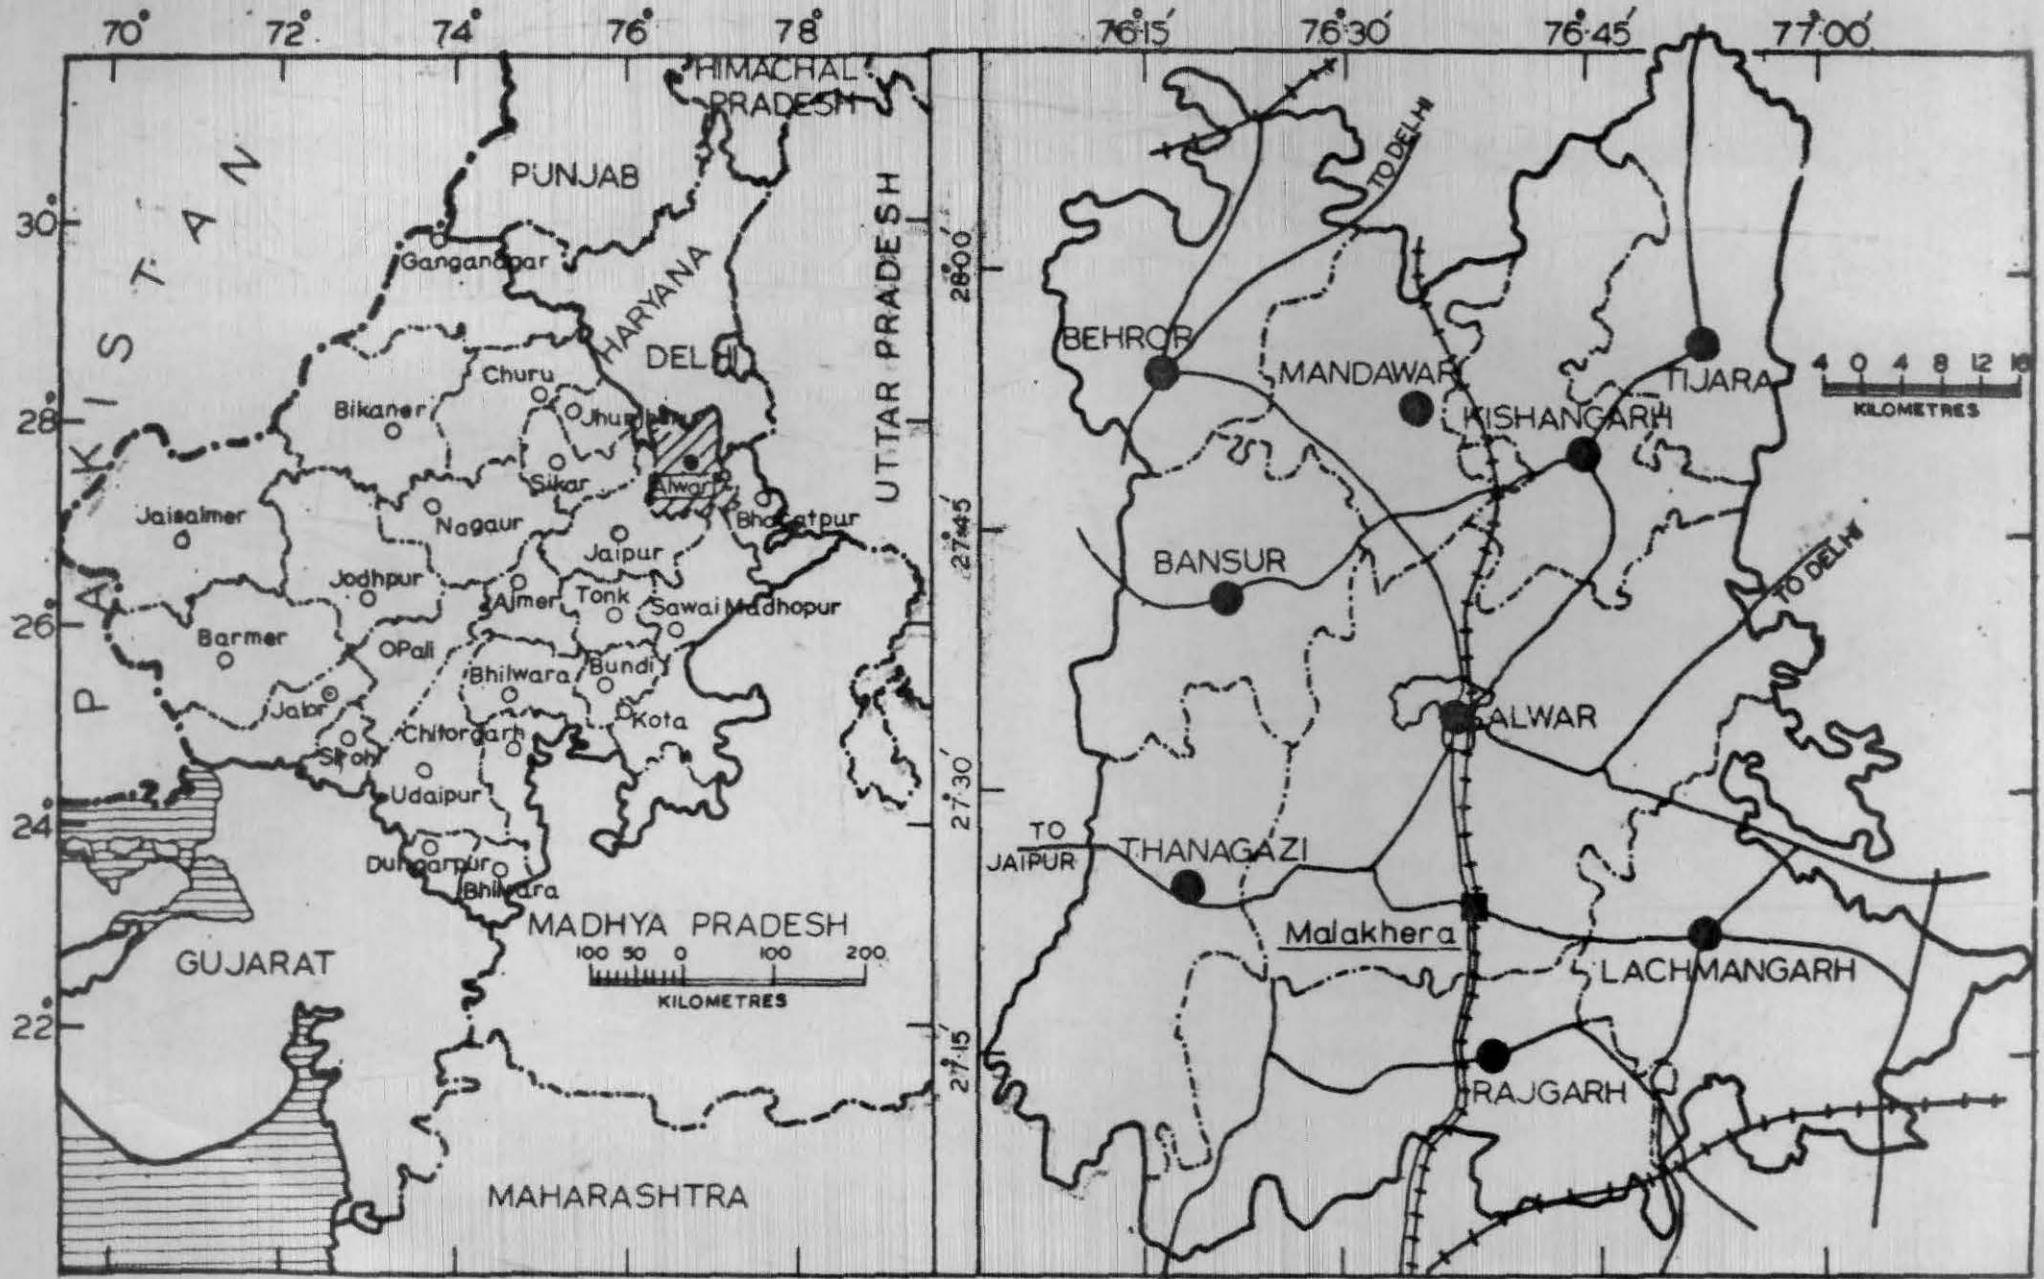 70° 72° 74° 76° 78°
HIMACHAL
PRADESH
PUNJAB
PAKISTAN
30°
Ganganagar
HARYANA
DELHI
UTTAR PRADESH
Churu
28°
Bikaner
Jhunjhunu
Sikar
Alwar
Jaisalmer
Nagaur
Bharatpur
Jaipur
Jodhpur
Ajmer
Tonk
Sawai Madhopur
26°
Barmer
Pali
Bhilwara
Bundi
Jalor
Kota
Chitorgarh
Sirohi
Udaipur
24°
Dungarpur
Bhilwara
MADHYA PRADESH
100 50 0 100 200
KILOMETRES
GUJARAT
22°
MAHARASHTRA
76°15′ 76°30′ 76°45′ 77°00′
TO DELHI
28°00′
BEHROR
MANDAWAR
TIJARA
4 0 4 8 12 16
KILOMETRES
KISHANGARH
27°45′
BANSUR
TO DELHI
ALWAR
27°30′
TO
JAIPUR
THANAGAZI
Malakhera
LACHMANGARH
27°15′
RAJGARH